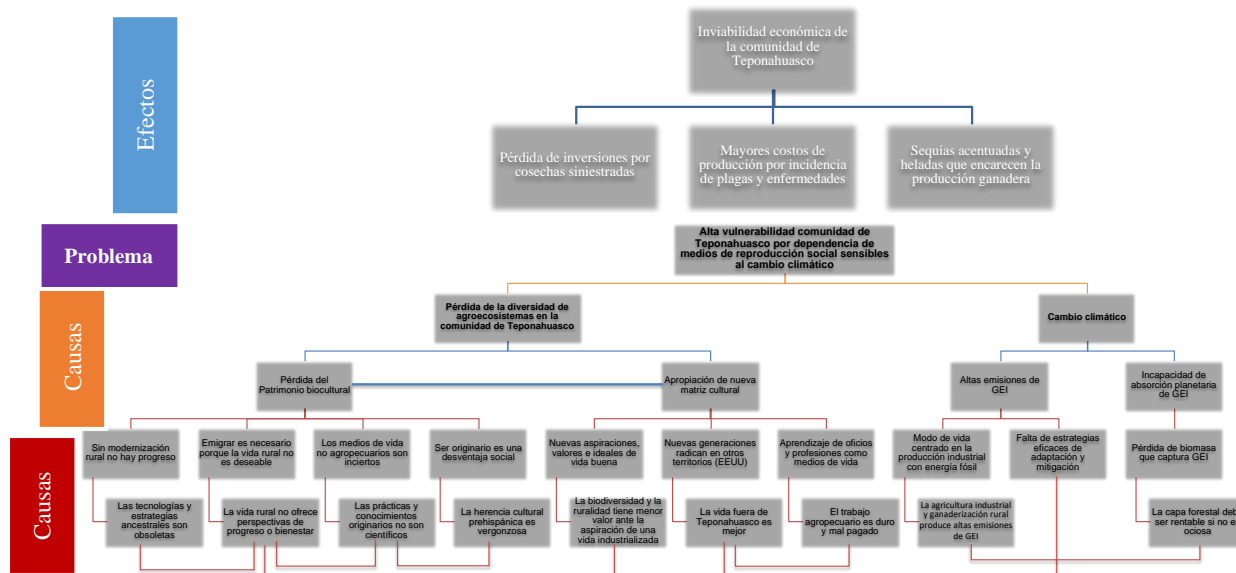 Efectos
Inviabilidad económica de
la comunidad de
Teponahuasco
Pérdida de inversiones por
cosechas siniestradas
Mayores costos de
producción por incidencia
de plagas y enfermedades
Sequias acentuadas y
heladas que encarecen la
producción ganadera
Problema
Alta vulnerabilidad comunidad de
Teponahuasco por dependencia de
medios de reproducción social sensibles
al cambio climático
Causas
Pérdida de la diversidad de
agroecosistemas en la
comunidad de Teponahuasco
Cambio climático
Pérdida del
Patrimonio biocultural
Apropiación de nueva
matriz cultural
Altas emisiones de
GEI
Incapacidad de
absorción planetaria
de GEI
Causas
Sin modernización
rural no hay progreso
Emigrar es necesario
porque la vida rural no es
deseable
Los medios de vida
no agropecuarios son
inciertos
Ser originario es una
desventaja social
Nuevas aspiraciones,
valores e ideales de
vida buena
Nuevas generaciones
radican en otros
territorios (EEUU)
Aprendizaje de oficios
y profesiones como
medios de vida
Modo de vida
centrado en la
producción industrial
con energía fósil
Falta de estrategias
eficaces de
adaptación y
mitigación
Pérdida de biomasa
que captura GEI
Las tecnologías y
estrategias
ancestrales son
obsoletas
La vida rural no ofrece
perspectivas de
progreso o bienestar
Las prácticas y
conocimientos
originarios no son
científicos
La herencia cultural
prehispánica es
vergonzosa
La biodiversidad y la
ruralidad tiene menor
valor ante la
aspiración de una
vida industrializada
La vida fuera de
Teponahuasco es
mejor
El trabajo
agropecuario es duro
y mal pagado
La agricultura industrial
y ganaderización rural
produce altas emisiones
de GEI
La capa forestal deb
ser rentable si no e
ociosa